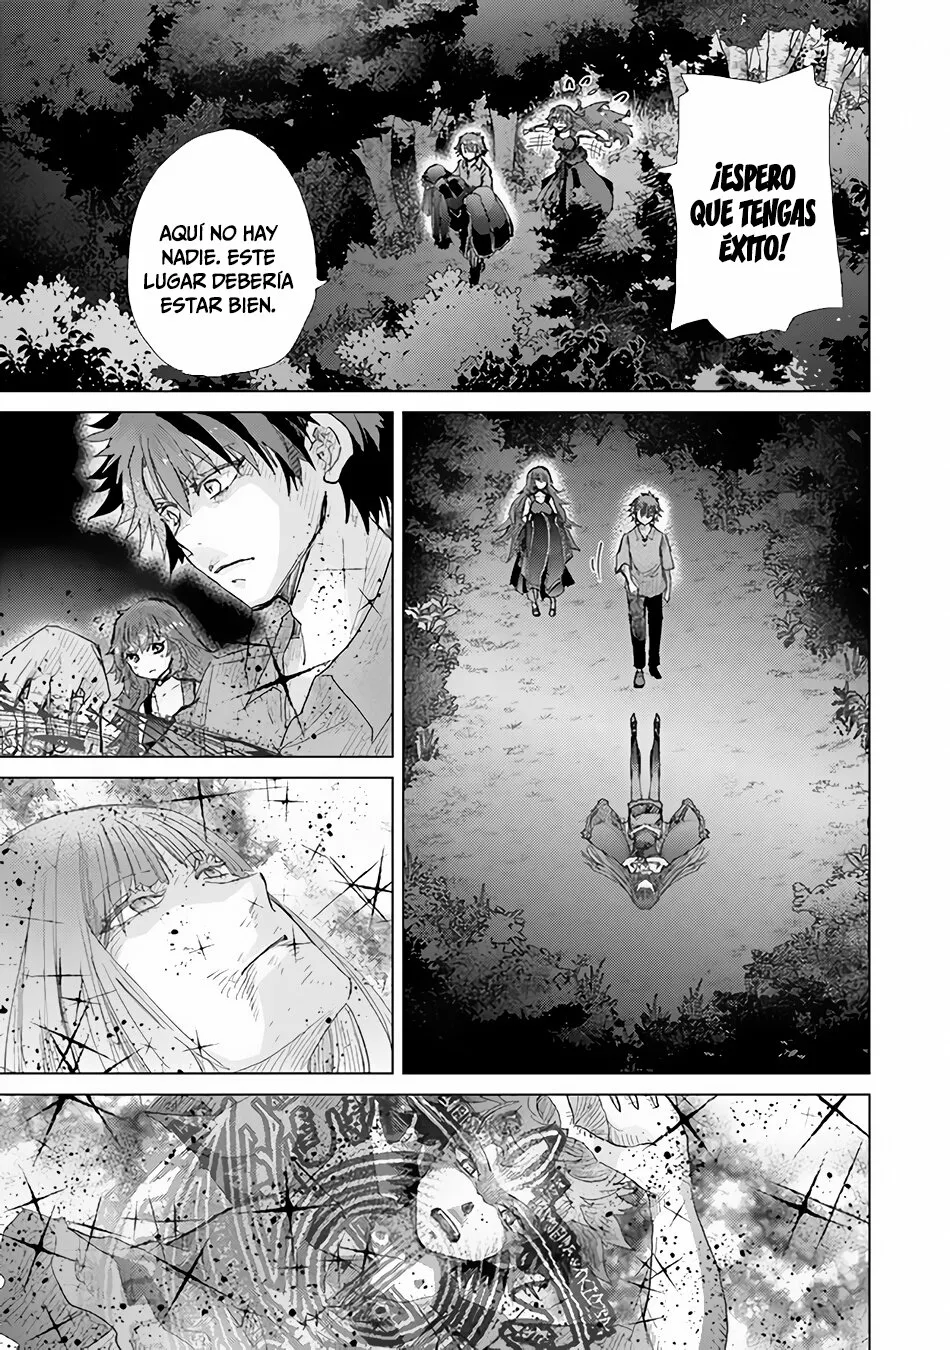 ¡ESPERO
QUE TENGAS
ÉXITO!
AQUÍ NO HAY
NADIE. ESTE
LUGAR DEBERÍA
ESTAR BIEN.